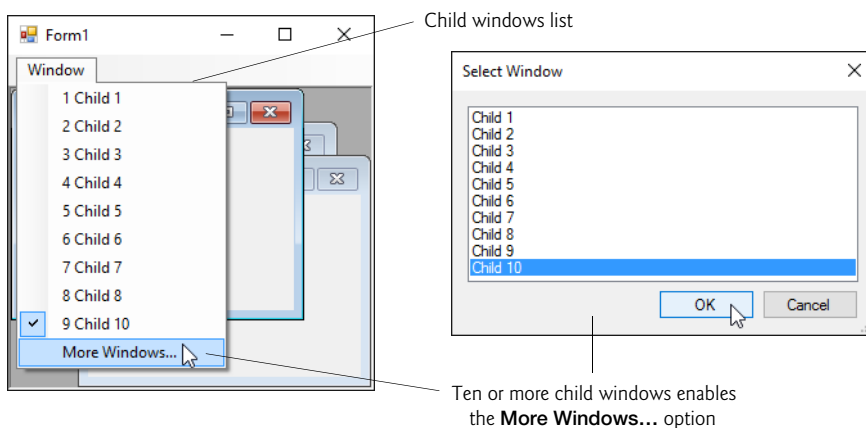 Child windows list
Form1
Window
1 Child 1
2 Child 2
3 Child 3
4 Child 4
5 Child 5
6 Child 6
7 Child 7
8 Child 8
9 Child 10
More Windows...
Select Window
Child 1
Child 2
Child 3
Child 4
Child 5
Child 6
Child 7
Child 8
Child 9
Child 10
OK
Cancel
Ten or more child windows enables
the More Windows... option